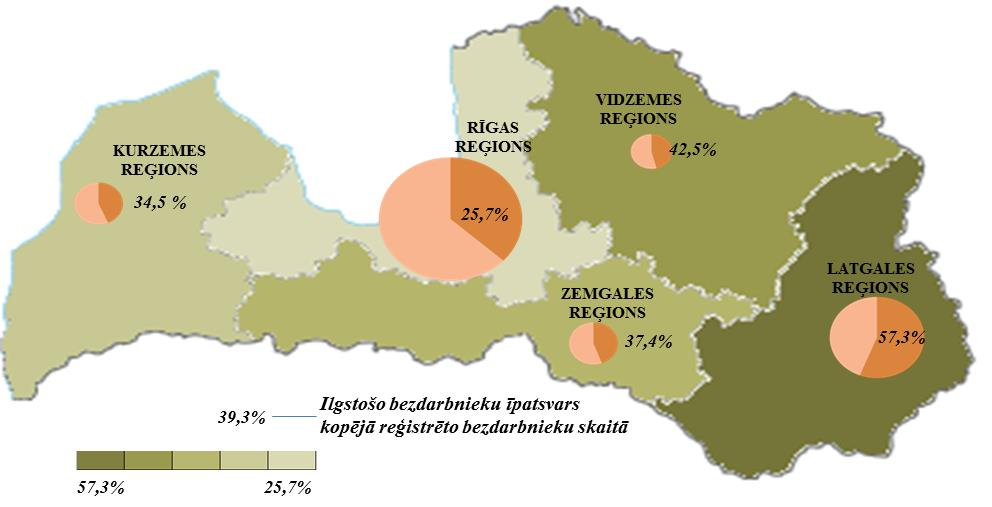 VIDZEMES
REĢIONS
42,5%
RĪGAS
REĢIONS
25,7%
KURZEMES
REĢIONS
34,5 %
LATGALES
REĢIONS
57,3%
ZEMGALES
REĢIONS
37,4%
39,3%
Ilgstošo bezdarbnieku īpatsvars
kopējā reģistrēto bezdarbnieku skaitā
57,3%
25,7%